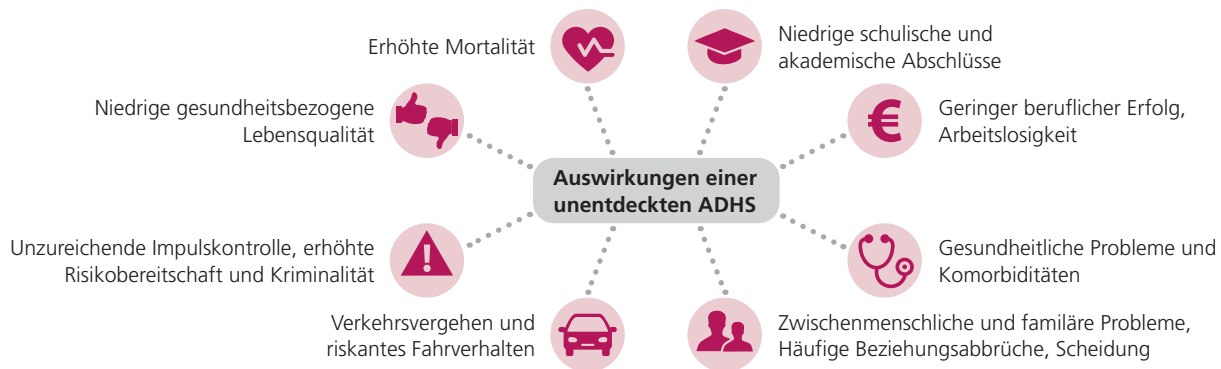 Erhöhte Mortalität
Niedrige schulische und
akademische Abschlüsse
Niedrige gesundheitsbezogene
Lebensqualität
Geringer beruflicher Erfolg,
Arbeitslosigkeit
Auswirkungen einer
unentdeckten ADHS
Unzureichende Impulskontrolle, erhöhte
Risikobereitschaft und Kriminalität
Gesundheitliche Probleme und
Komorbiditäten
Verkehrsvergehen und
riskantes Fahrverhalten
Zwischenmenschliche und familäre Probleme,
Häufige Beziehungsabbrüche, Scheidung